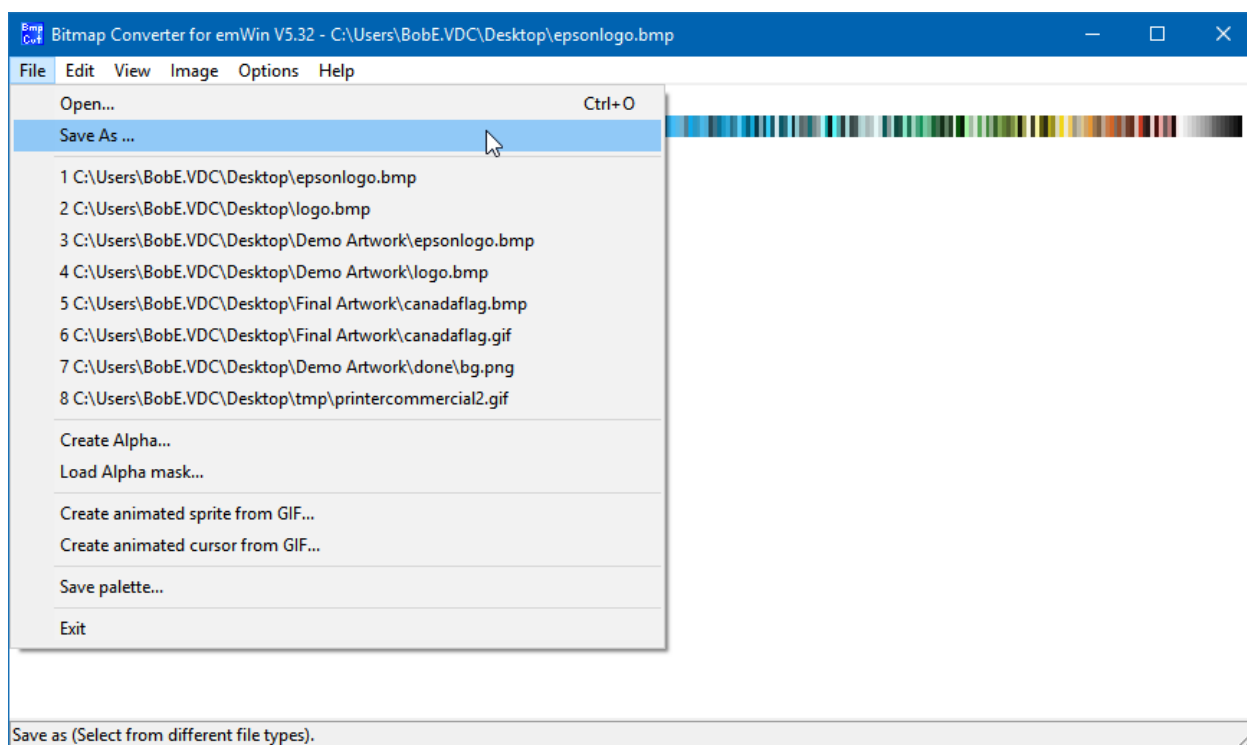 Bmp
Cvt
Bitmap Converter for emWin V5.32 - C:\Users\BobE.VDC\Desktop\epsonlogo.bmp
File Edit View Image Options Help
Open... Ctrl+O
Save As ...
1 C:\Users\BobE.VDC\Desktop\epsonlogo.bmp
2 C:\Users\BobE.VDC\Desktop\logo.bmp
3 C:\Users\BobE.VDC\Desktop\Demo Artwork\epsonlogo.bmp
4 C:\Users\BobE.VDC\Desktop\Demo Artwork\logo.bmp
5 C:\Users\BobE.VDC\Desktop\Final Artwork\canadaflag.bmp
6 C:\Users\BobE.VDC\Desktop\Final Artwork\canadaflag.gif
7 C:\Users\BobE.VDC\Desktop\Demo Artwork\done\bg.png
8 C:\Users\BobE.VDC\Desktop\tmp\printercommercial2.gif
Create Alpha...
Load Alpha mask...
Create animated sprite from GIF...
Create animated cursor from GIF...
Save palette...
Exit
Save as (Select from different file types).